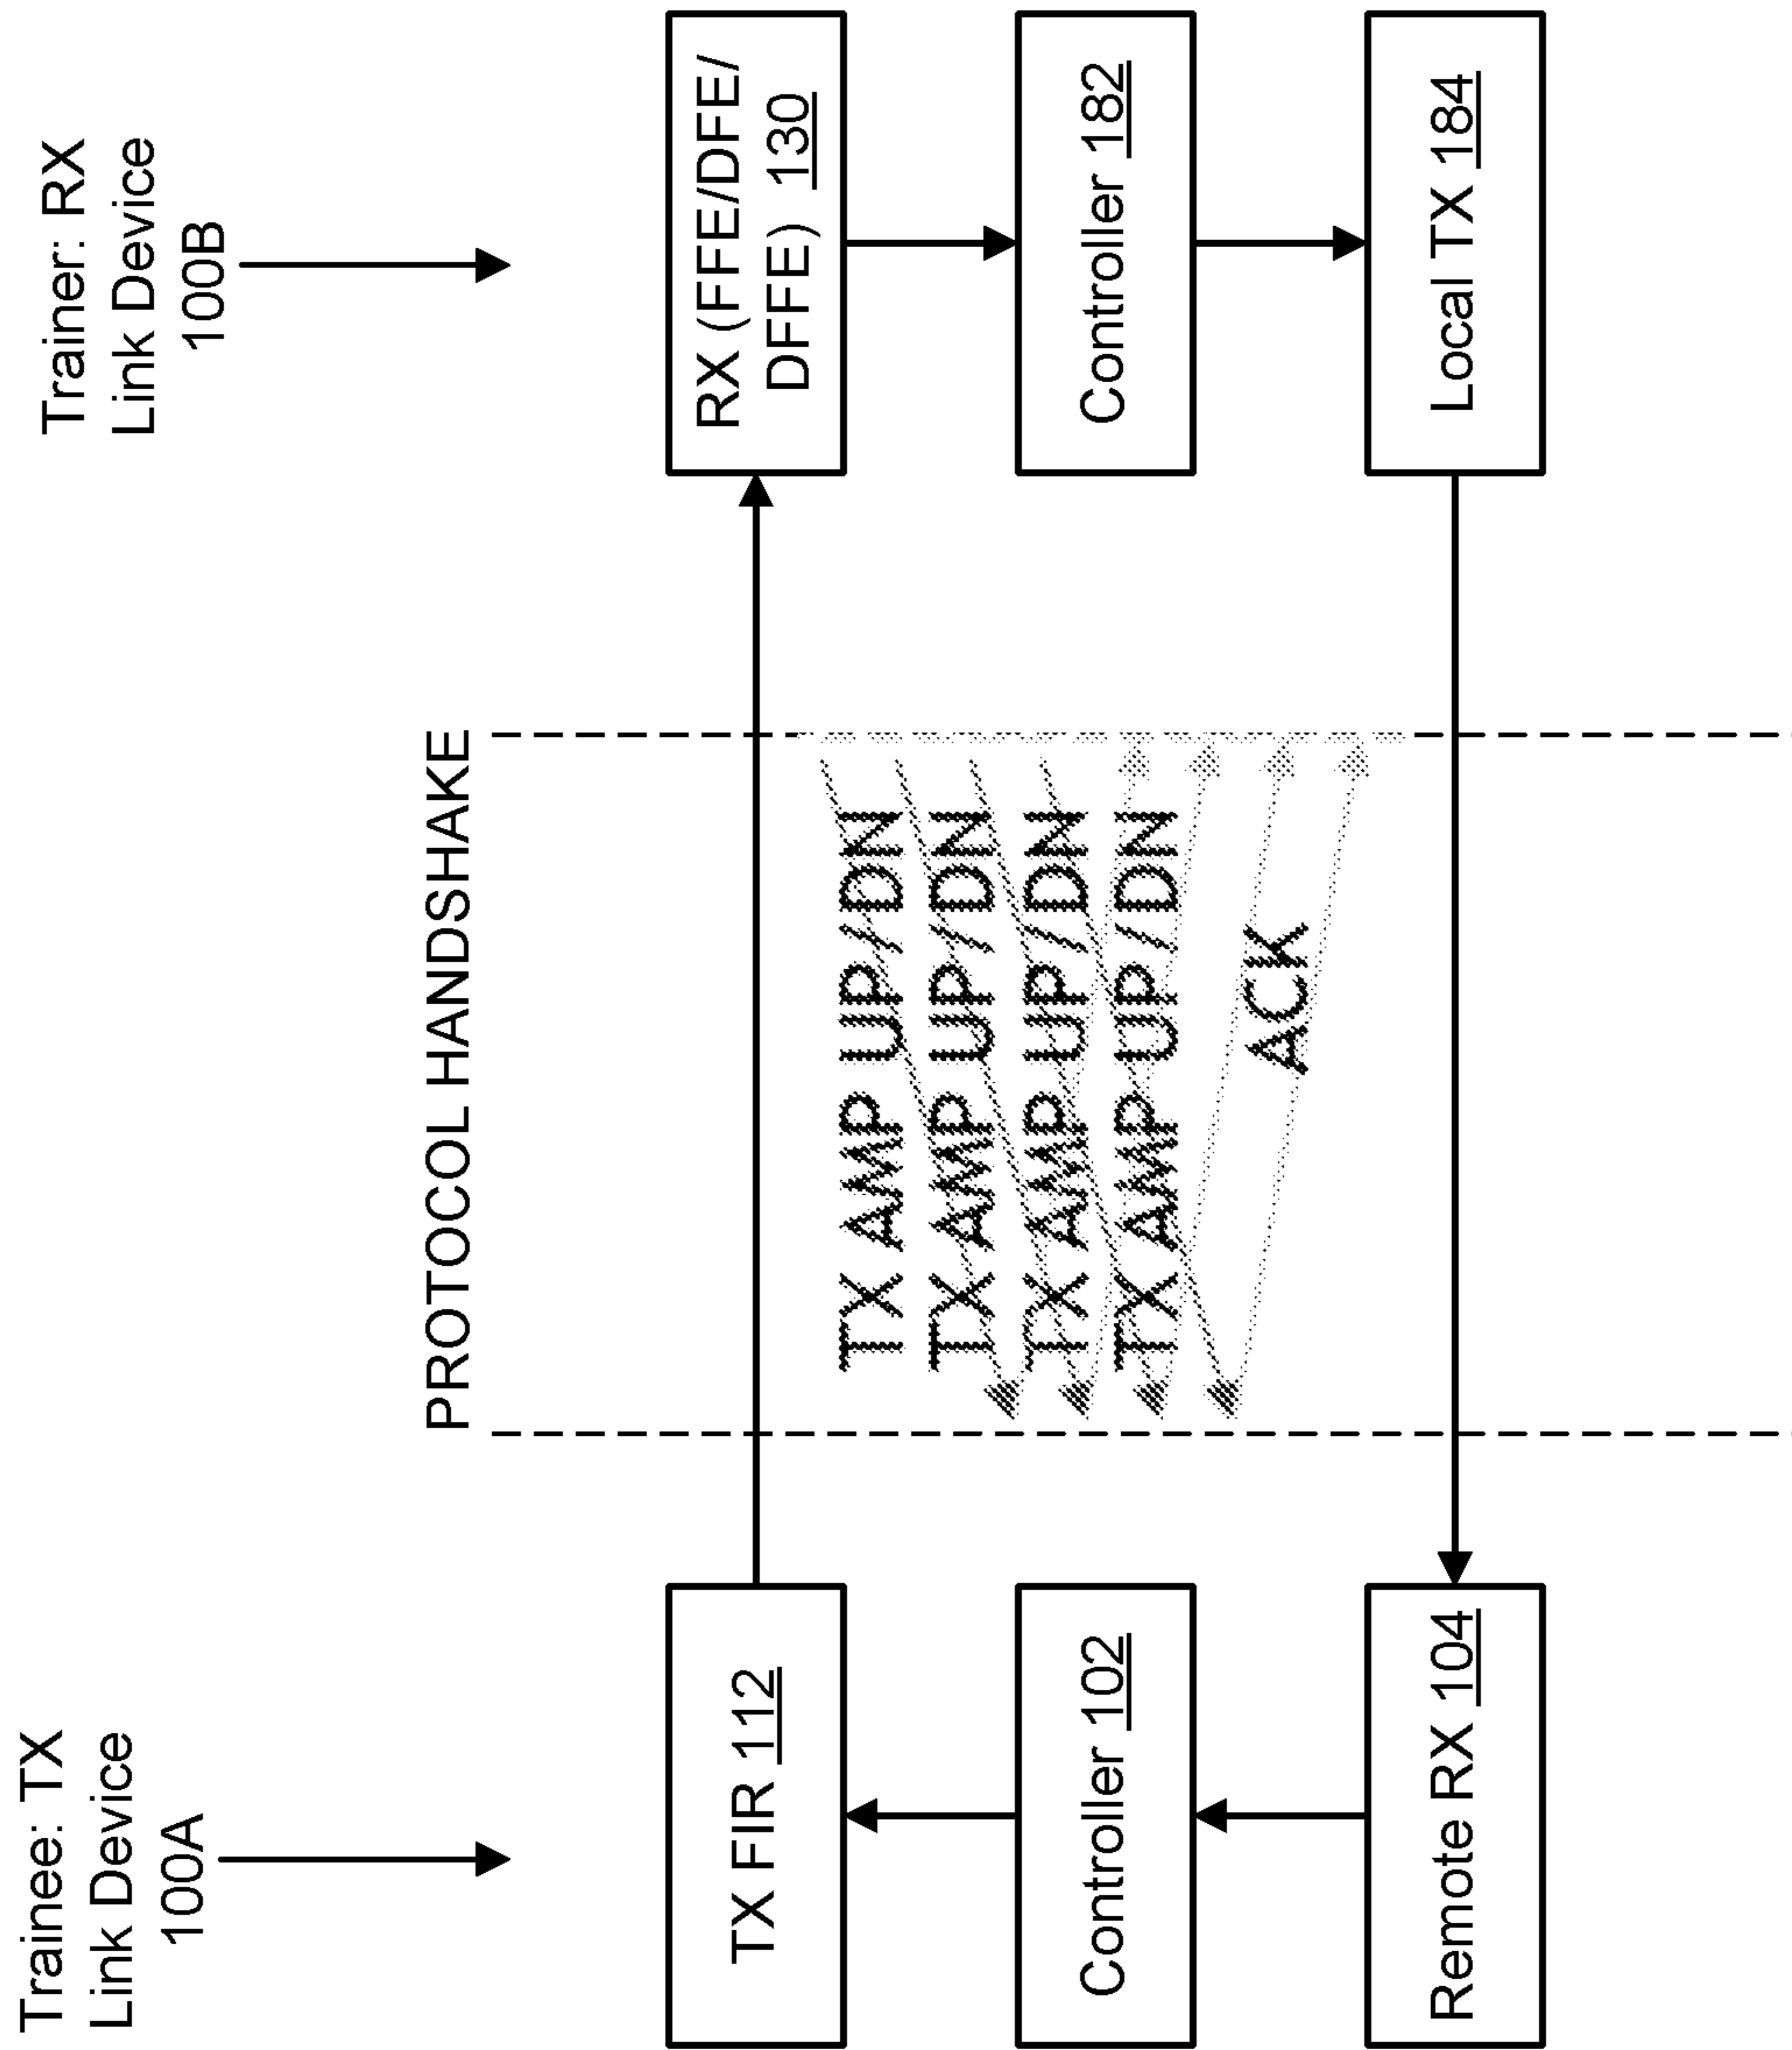 Trainee: TX
Link Device
100A
Trainer: RX
Link Device
100B
PROTOCOL HANDSHAKE
TX FIR 112
RX (FFE/DFE/
DFFE) 130
TX AMP UP / DN
TX AMP UP / DN
TX AMP UP / DN
TX AMP UP / DN
ACK
Controller 102
Controller 182
Remote RX 104
Local TX 184